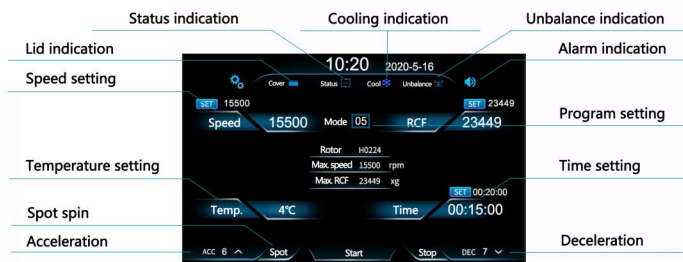 Status indication
Cooling indication
Unbalance indication
Lid indication
10:20 2020-5-16
Alarm indication
Cover Status Cool Unbalance
Speed setting
SET 15500
SET 23449
Speed 15500 Mode 05 RCF 23449
Program setting
Rotor H0224
Max. speed 15500 rpm
Max. RCF 23449 xg
Temperature setting
Time setting
SET 00:20:00
Temp. 4℃ Time 00:15:00
Spot spin
Acceleration
Deceleration
ACC 6 Spot Start Stop DEC 7